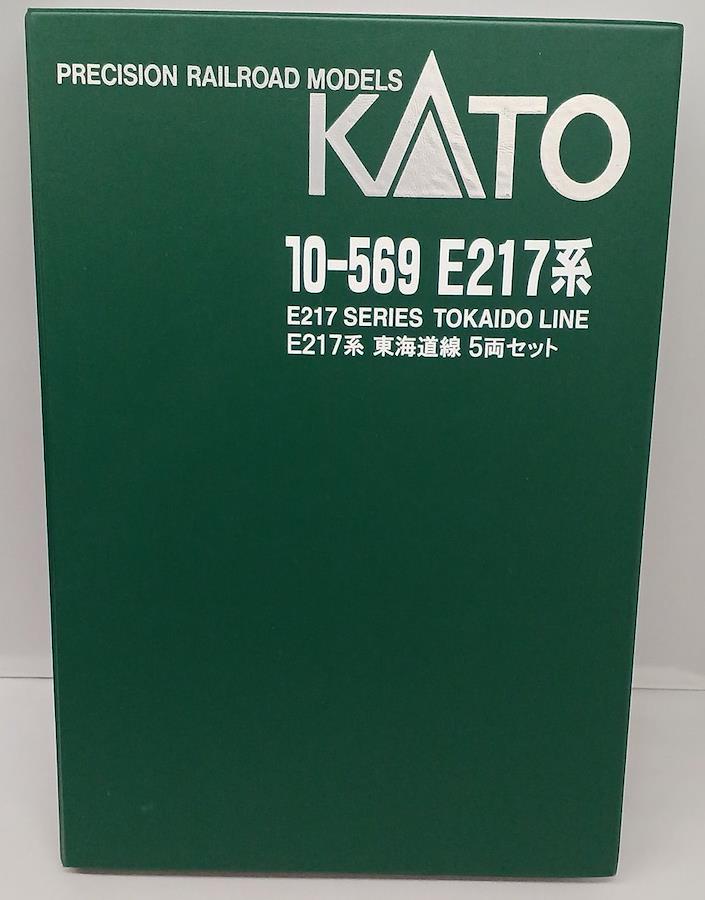 PRECISION RAILROAD MODELS
KATO
10-569 E217系
E217 SERIES TOKAIDO LINE
E217系 東海道線 5両セット